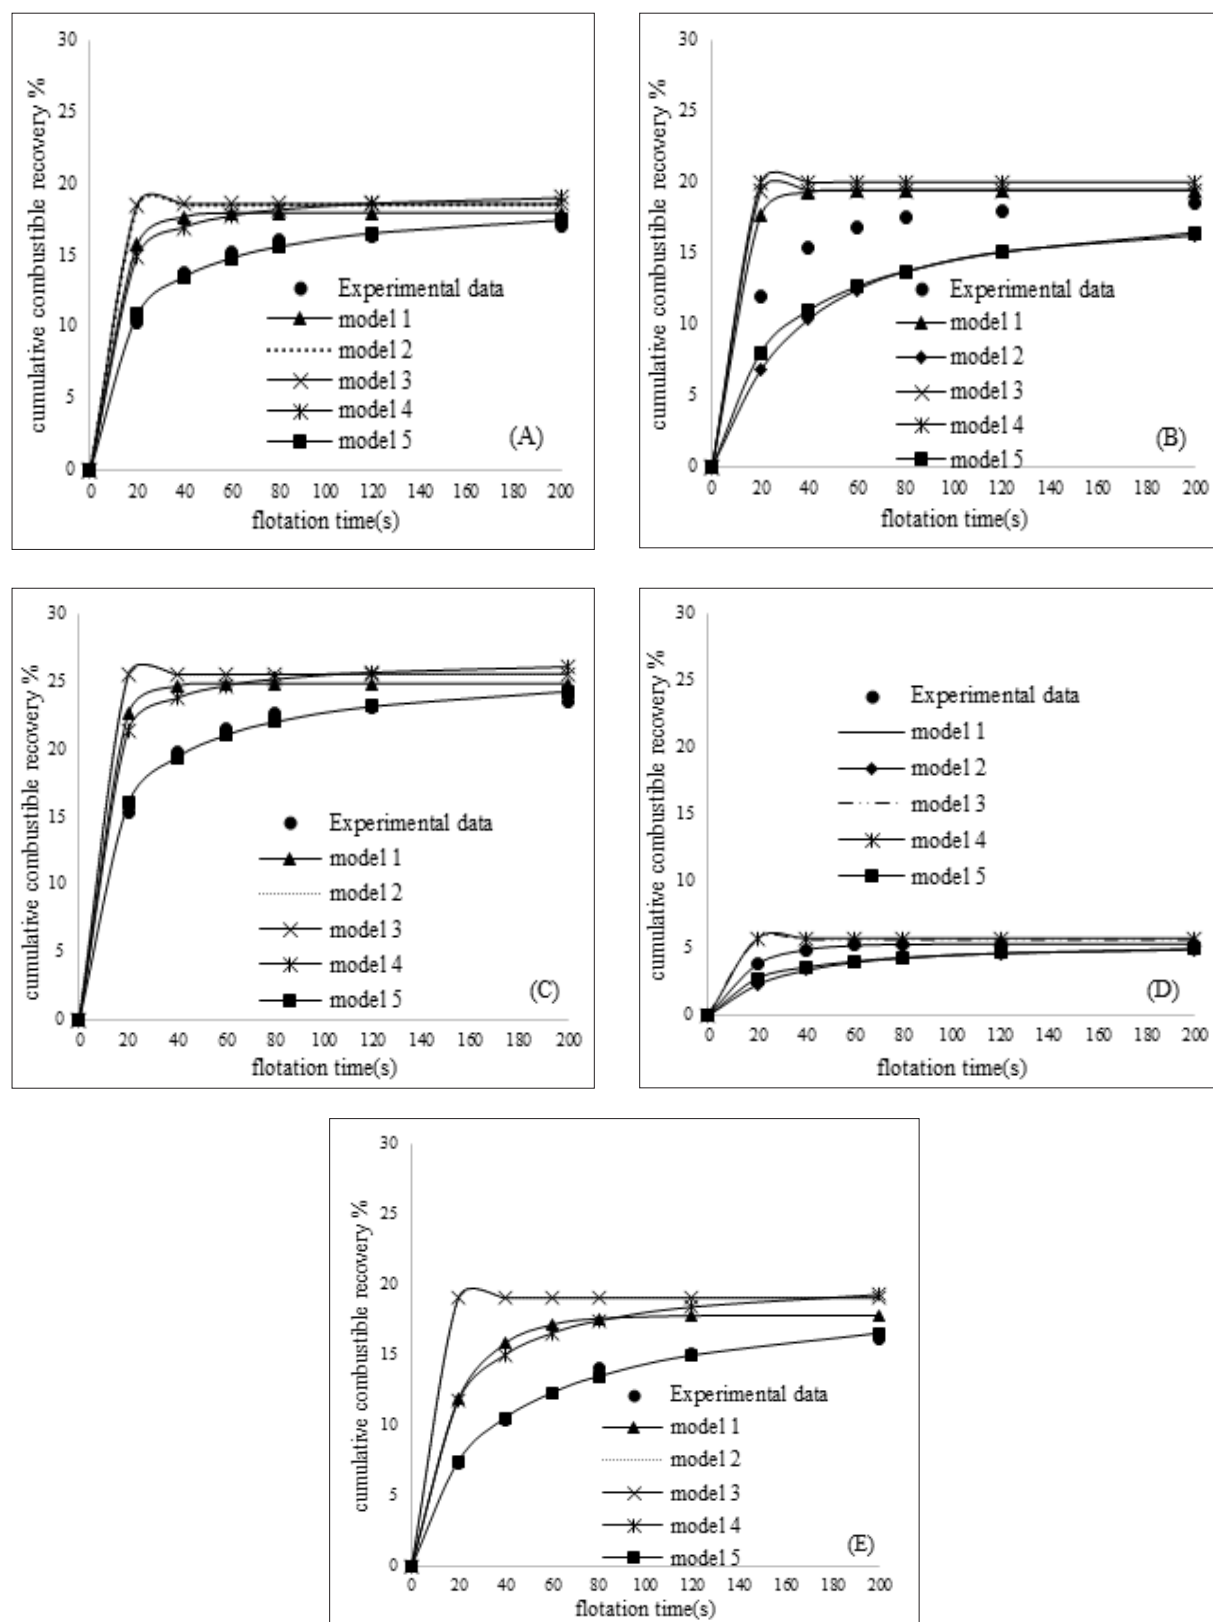 cumulative combustible recovery %
30
25
20
15
10
5
0
0 20 40 60 80 100 120 140 160 180 200
flotation time(s)
Experimental data
model 1
model 2
model 3
model 4
model 5
(A)
cumulative combustible recovery %
30
25
20
15
10
5
0
0 20 40 60 80 100 120 140 160 180 200
flotation time(s)
Experimental data
model 1
model 2
model 3
model 4
model 5
(B)
cumulative combustible recovery %
30
25
20
15
10
5
0
0 20 40 60 80 100 120 140 160 180 200
flotation time(s)
Experimental data
model 1
model 2
model 3
model 4
model 5
(C)
cumulative combustible recovery %
30
25
20
15
10
5
0
0 20 40 60 80 100 120 140 160 180 200
flotation time(s)
Experimental data
model 1
model 2
model 3
model 4
model 5
(D)
cumulative combustible recovery %
30
25
20
15
10
5
0
0 20 40 60 80 100 120 140 160 180 200
flotation time(s)
Experimental data
model 1
model 2
model 3
model 4
model 5
(E)